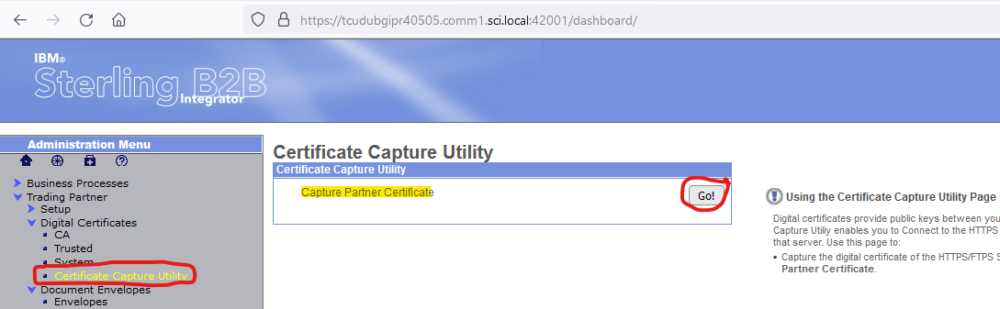 https://tcudubgipr40505.comm1.sci.local:42001/dashboard/
IBM®
Sterling B2B
Integrator
Administration Menu
Business Processes
Trading Partner
Setup
Digital Certificates
CA
Trusted
System
Certificate Capture Utility
Document Envelopes
Envelopes
Certificate Capture Utility
Certificate Capture Utility
Capture Partner Certificate
Go!
Using the Certificate Capture Utility Page
Digital certificates provide public keys between you
Capture Utiliy enables you to Connect to the HTTPS
that server. Use this page to:
• Capture the digital certificate of the HTTPS/FTPS S
Partner Certificate.